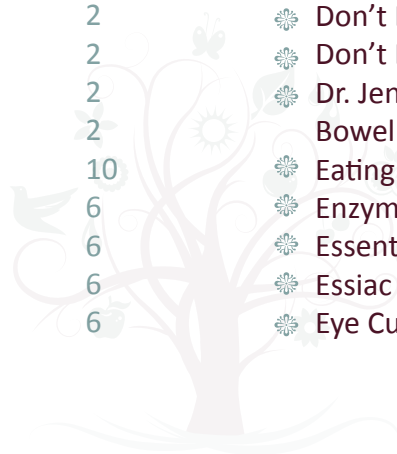 2 Don’t
2 Don’t
2 Dr. Jen
2 Bowel
10 Eating
6 Enzym
6 Essent
6 Essiac
6 Eye Cu